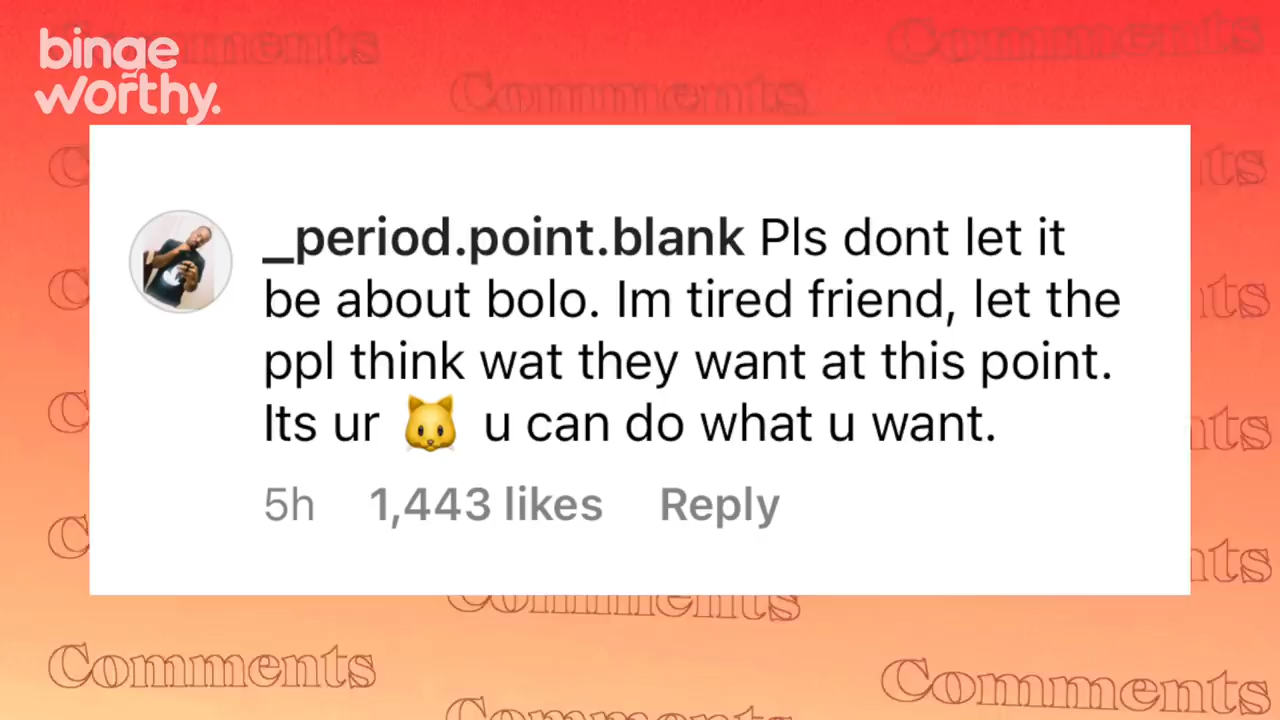 binge
worthy.
Comments
Comments
Comments
_period.point.blank Pls dont let it
be about bolo. Im tired friend, let the
ppl think wat they want at this point.
Its ur 🐱 u can do what u want.
5h 1,443 likes Reply
Comments
Comments
Comments
Comments